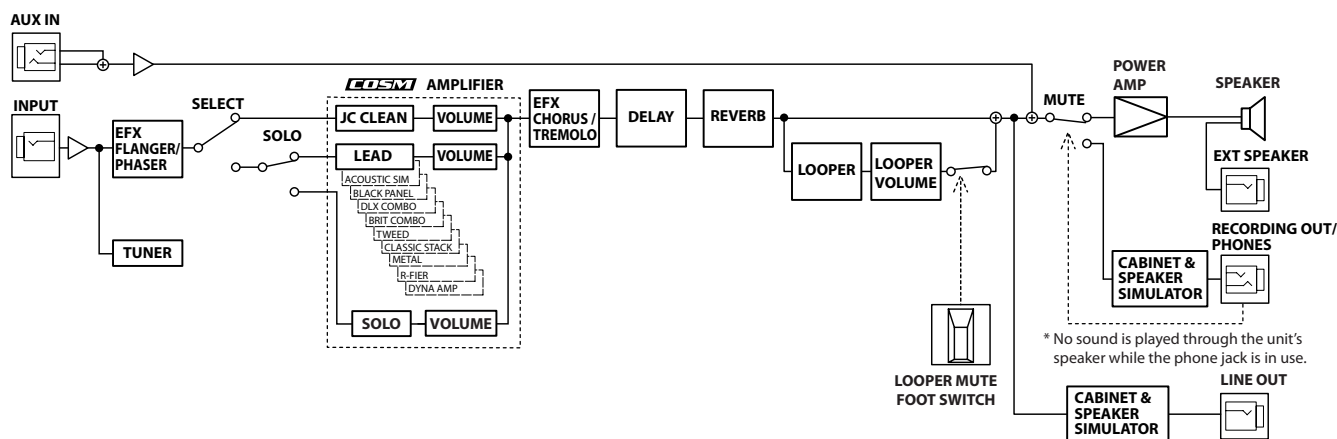 AUX IN
INPUT
EFX
FLANGER/
PHASER
TUNER
SELECT
SOLO
COSM AMPLIFIER
JC CLEAN
VOLUME
LEAD
VOLUME
ACOUSTIC SIM
BLACK PANEL
DLX COMBO
BRIT COMBO
TWEED
CLASSIC STACK
METAL
R-FIER
DYNA AMP
SOLO
VOLUME
EFX
CHORUS /
TREMOLO
DELAY
REVERB
LOOPER
LOOPER
VOLUME
LOOPER MUTE
FOOT SWITCH
MUTE
POWER
AMP
SPEAKER
EXT SPEAKER
RECORDING OUT/
PHONES
CABINET &
SPEAKER
SIMULATOR
* No sound is played through the unit's
speaker while the phone jack is in use.
LINE OUT
CABINET &
SPEAKER
SIMULATOR